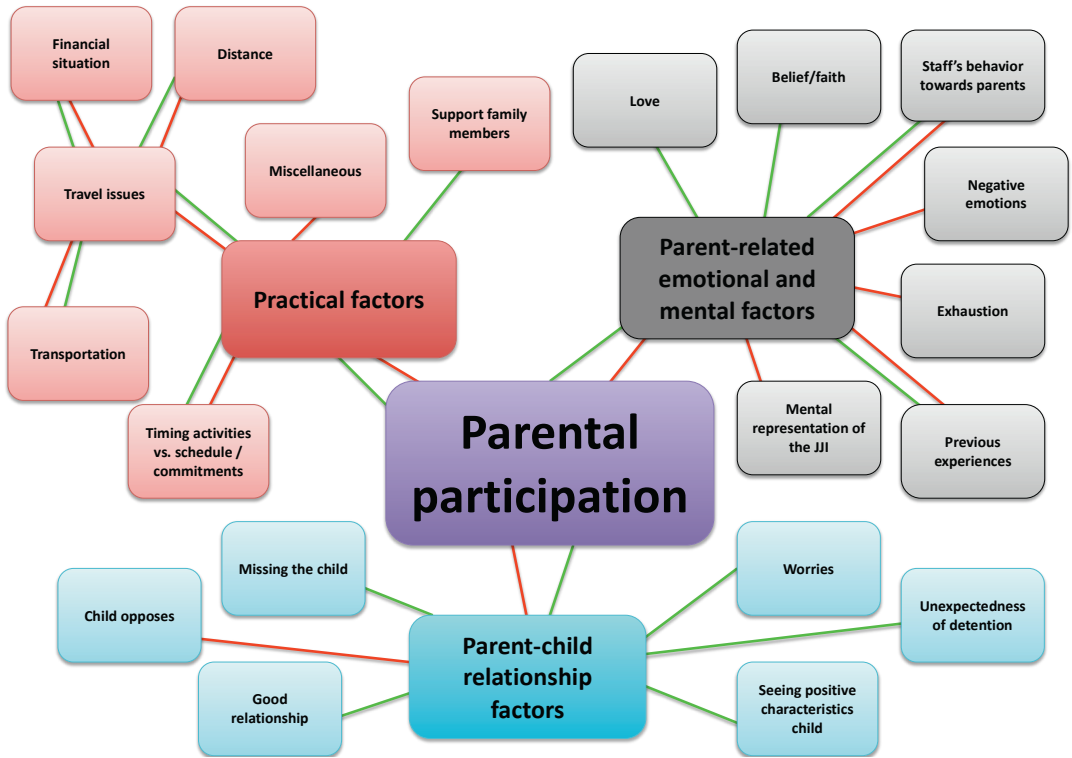 Financial
situation
Distance
Travel issues
Transportation
Miscellaneous
Support family
members
Practical factors
Timing activities
vs. schedule /
commitments
Love
Belief/faith
Staff’s behavior
towards parents
Negative
emotions
Parent-related
emotional and
mental factors
Exhaustion
Mental
representation of
the JJI
Previous
experiences
Parental
participation
Missing the child
Child opposes
Good
relationship
Parent-child
relationship
factors
Worries
Unexpectedness
of detention
Seeing positive
characteristics
child